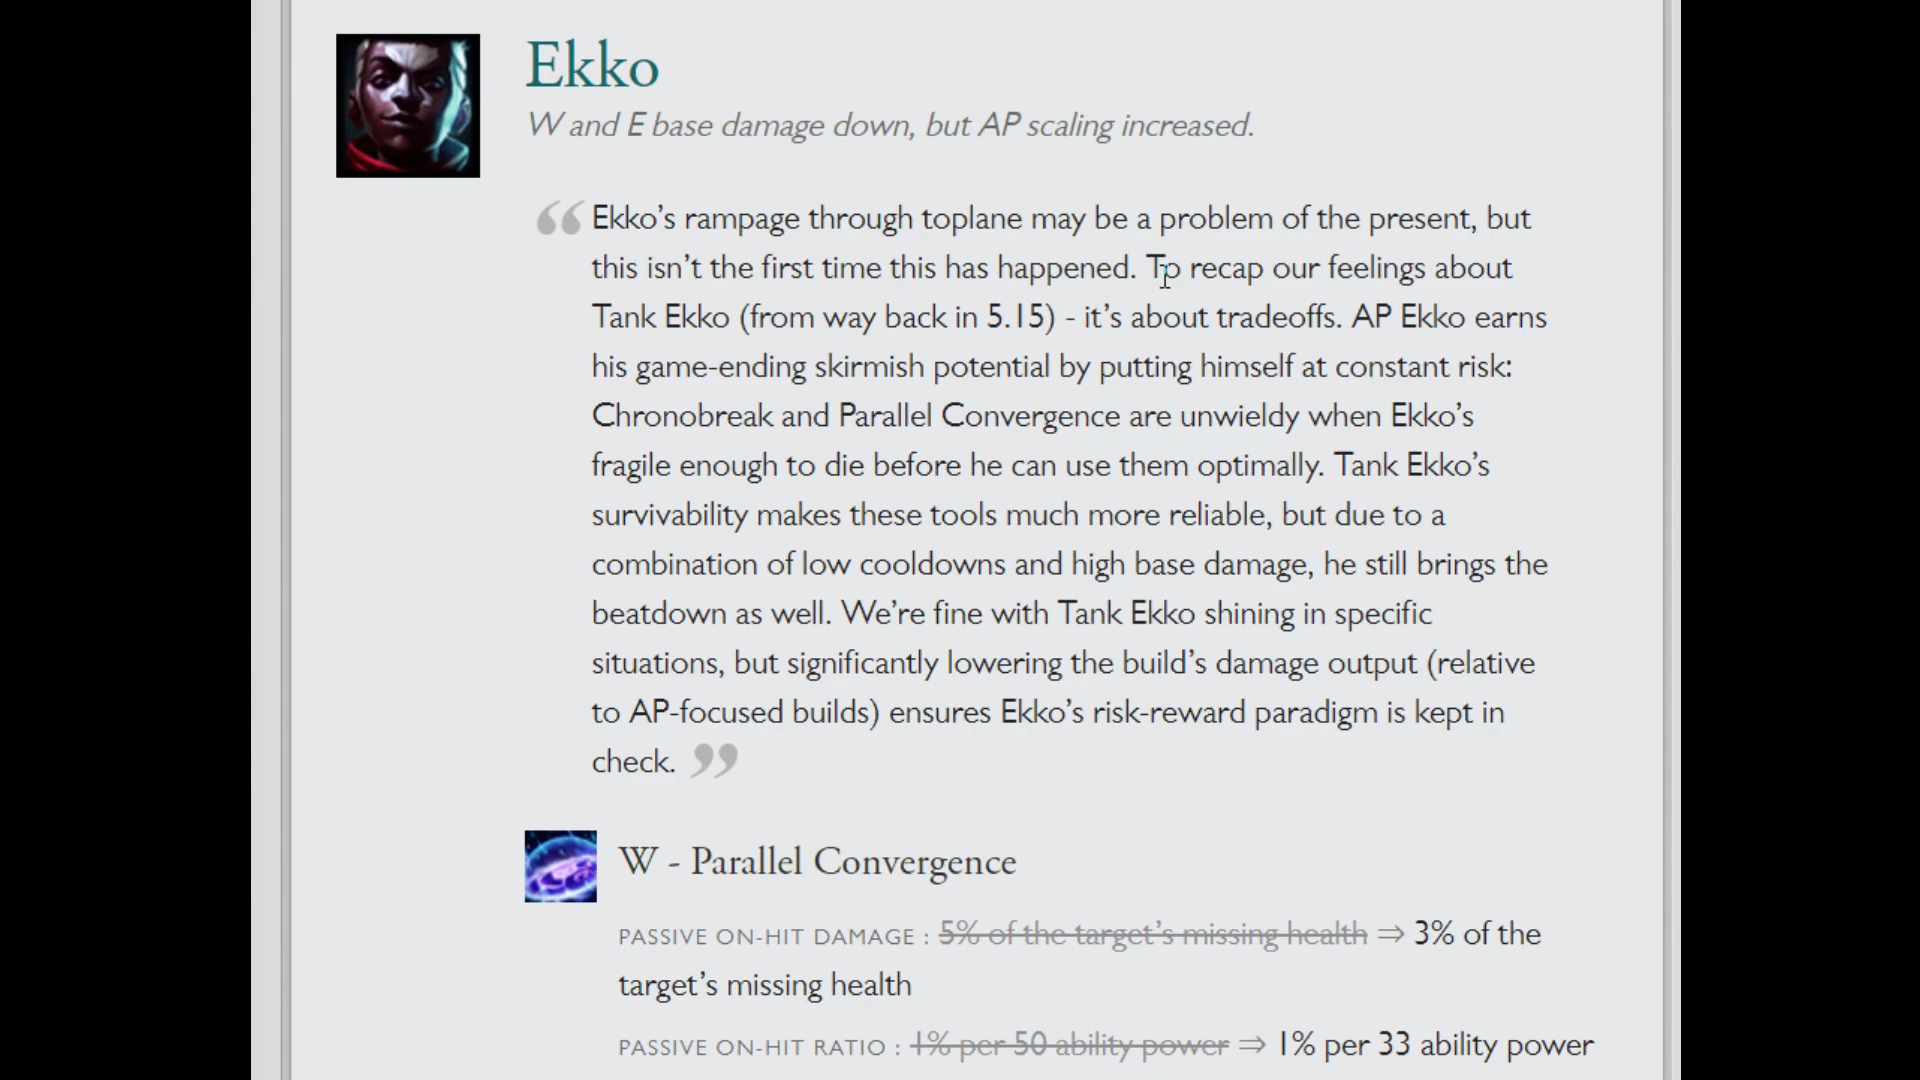 Ekko
W and E base damage down, but AP scaling increased.
“ Ekko’s rampage through toplane may be a problem of the present, but
this isn’t the first time this has happened. To recap our feelings about
Tank Ekko (from way back in 5.15) - it’s about tradeoffs. AP Ekko earns
his game-ending skirmish potential by putting himself at constant risk:
Chronobreak and Parallel Convergence are unwieldy when Ekko’s
fragile enough to die before he can use them optimally. Tank Ekko’s
survivability makes these tools much more reliable, but due to a
combination of low cooldowns and high base damage, he still brings the
beatdown as well. We’re fine with Tank Ekko shining in specific
situations, but significantly lowering the build’s damage output (relative
to AP-focused builds) ensures Ekko’s risk-reward paradigm is kept in
check. ”
W - Parallel Convergence
PASSIVE ON-HIT DAMAGE : 5% of the target’s missing health ⇒ 3% of the
target’s missing health
PASSIVE ON-HIT RATIO : 1% per 50 ability power ⇒ 1% per 33 ability power